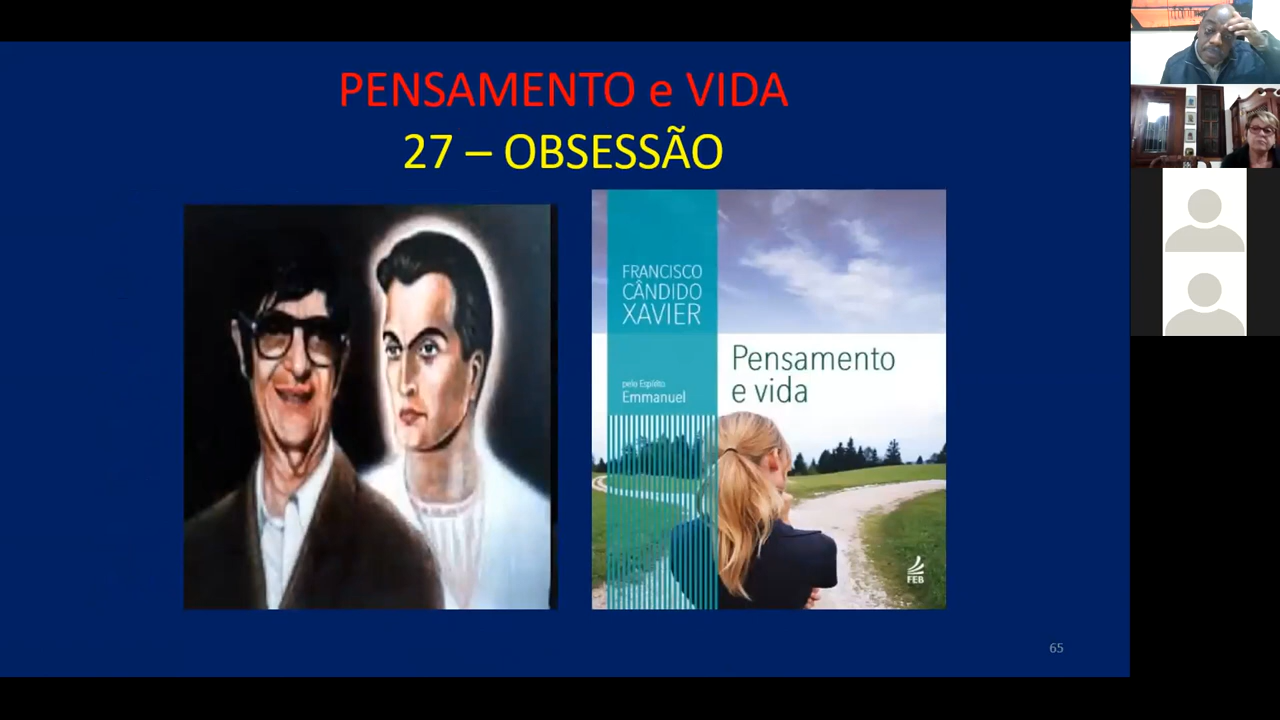 PENSAMENTO e VIDA
27 – OBSESSÃO
FRANCISCO
CÂNDIDO
XAVIER
pelo Espírito
Emmanuel
Pensamento
e vida
FEB
65